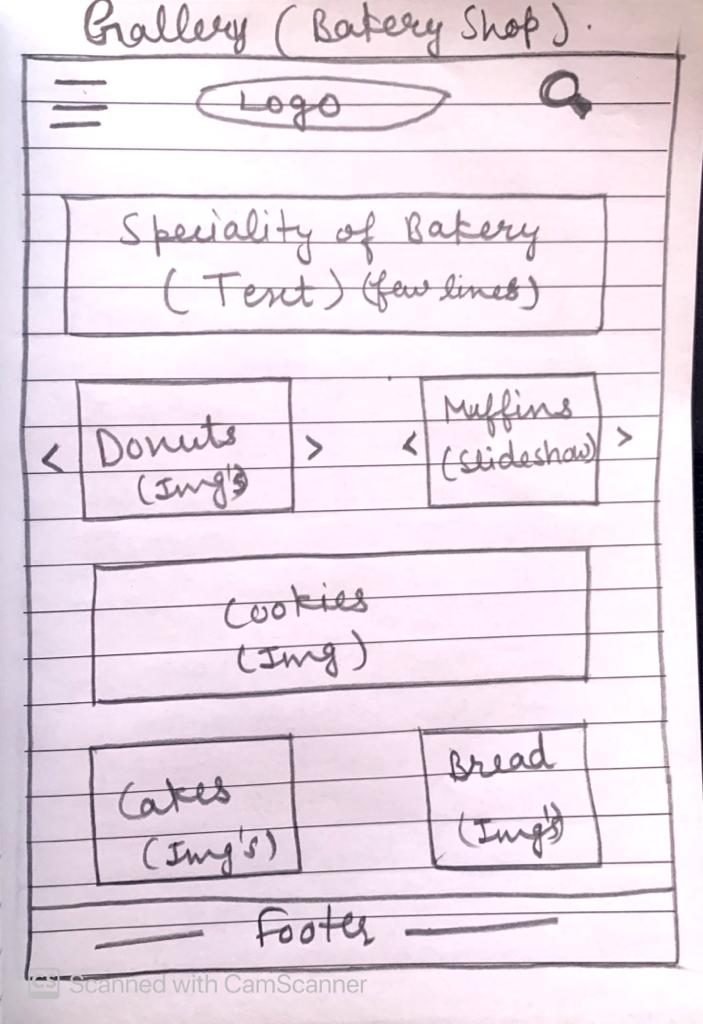 Gallery (Bakery Shop).
Logo
Speciality of Bakery
(Text) (few lines)
< Donuts > < Muffins >
(Img's) (slideshow)
Cookies
(Img)
Cakes Bread
(Img's) (Img's)
Footer
CS Scanned with CamScanner